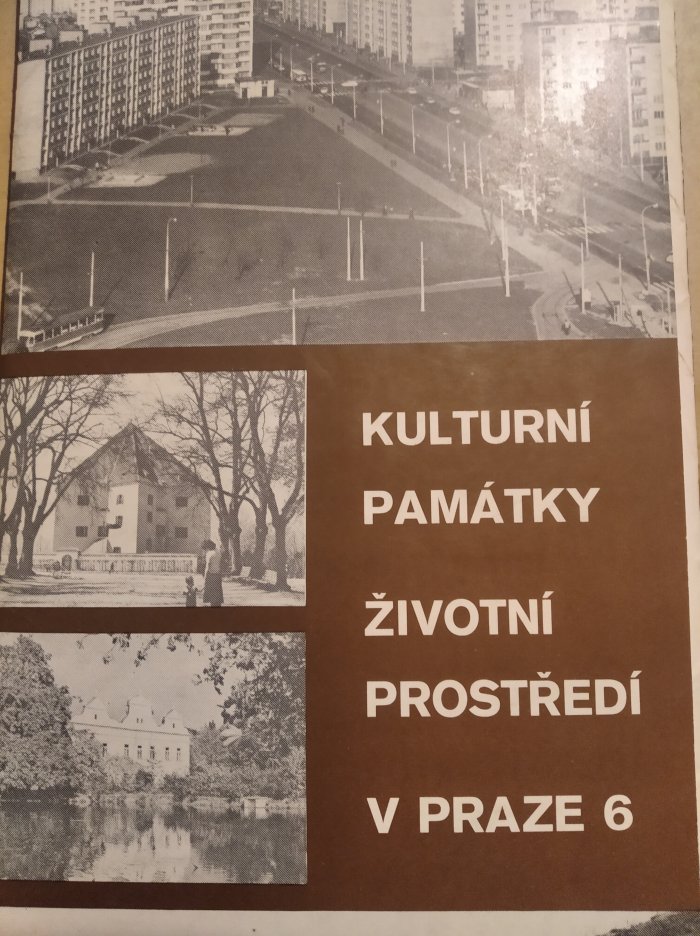 KULTURNÍ
PAMÁTKY
ŽIVOTNÍ
PROSTŘEDÍ
V PRAZE 6